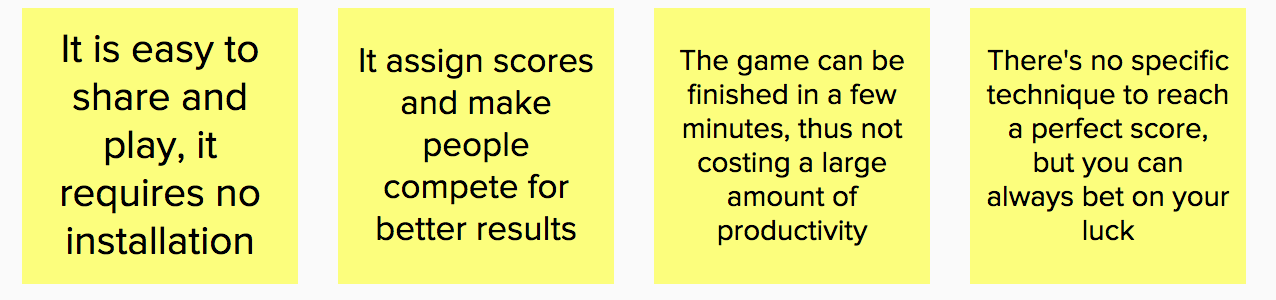 It is easy to
share and
play, it
requires no
installation
It assign scores
and make
people
compete for
better results
The game can be
finished in a few
minutes, thus not
costing a large
amount of
productivity
There's no specific
technique to reach
a perfect score,
but you can
always bet on your
luck